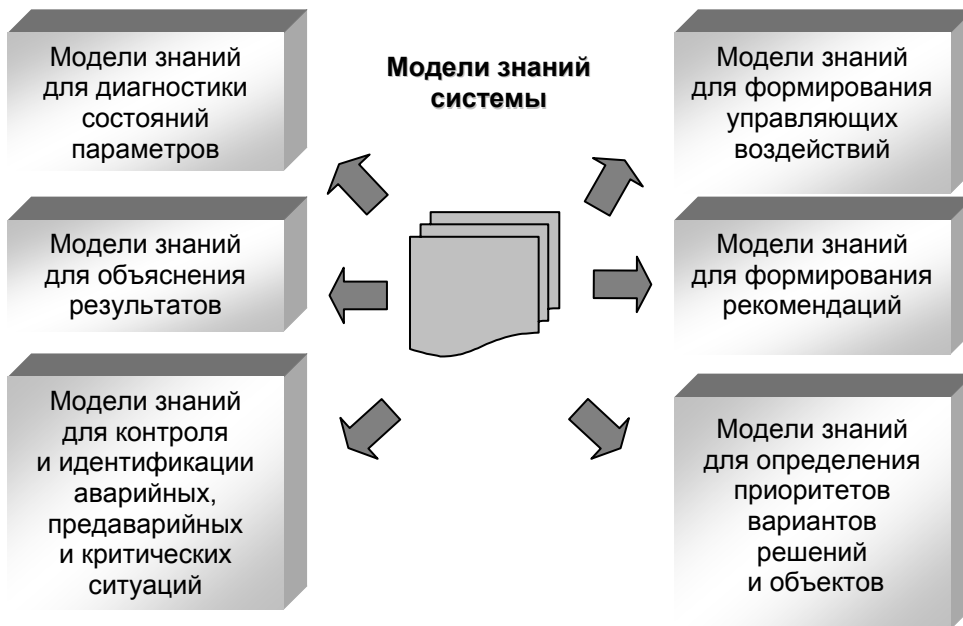 Модели знаний
для диагностики
состояний
параметров
Модели знаний
системы
Модели знаний
для формирования
управляющих
воздействий
Модели знаний
для объяснения
результатов
Модели знаний
для формирования
рекомендаций
Модели знаний
для контроля
и идентификации
аварийных,
предаварийных
и критических
ситуаций
Модели знаний
для определения
приоритетов
вариантов
решений
и объектов